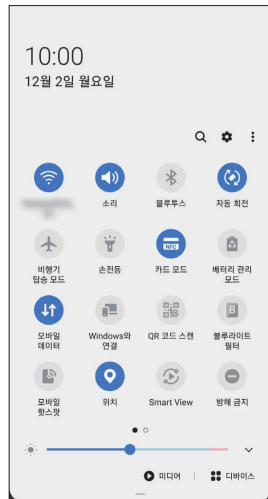 10:00
12월 2일 월요일
소리
블루투스
자동 회전
NFC
비행기
탑승 모드
손전등
카드 모드
배터리 관리
모드
모바일
데이터
Windows와
연결
QR 코드 스캔
블루라이트
필터
B
모바일
핫스팟
위치
Smart View
방해 금지
미디어 | 디바이스